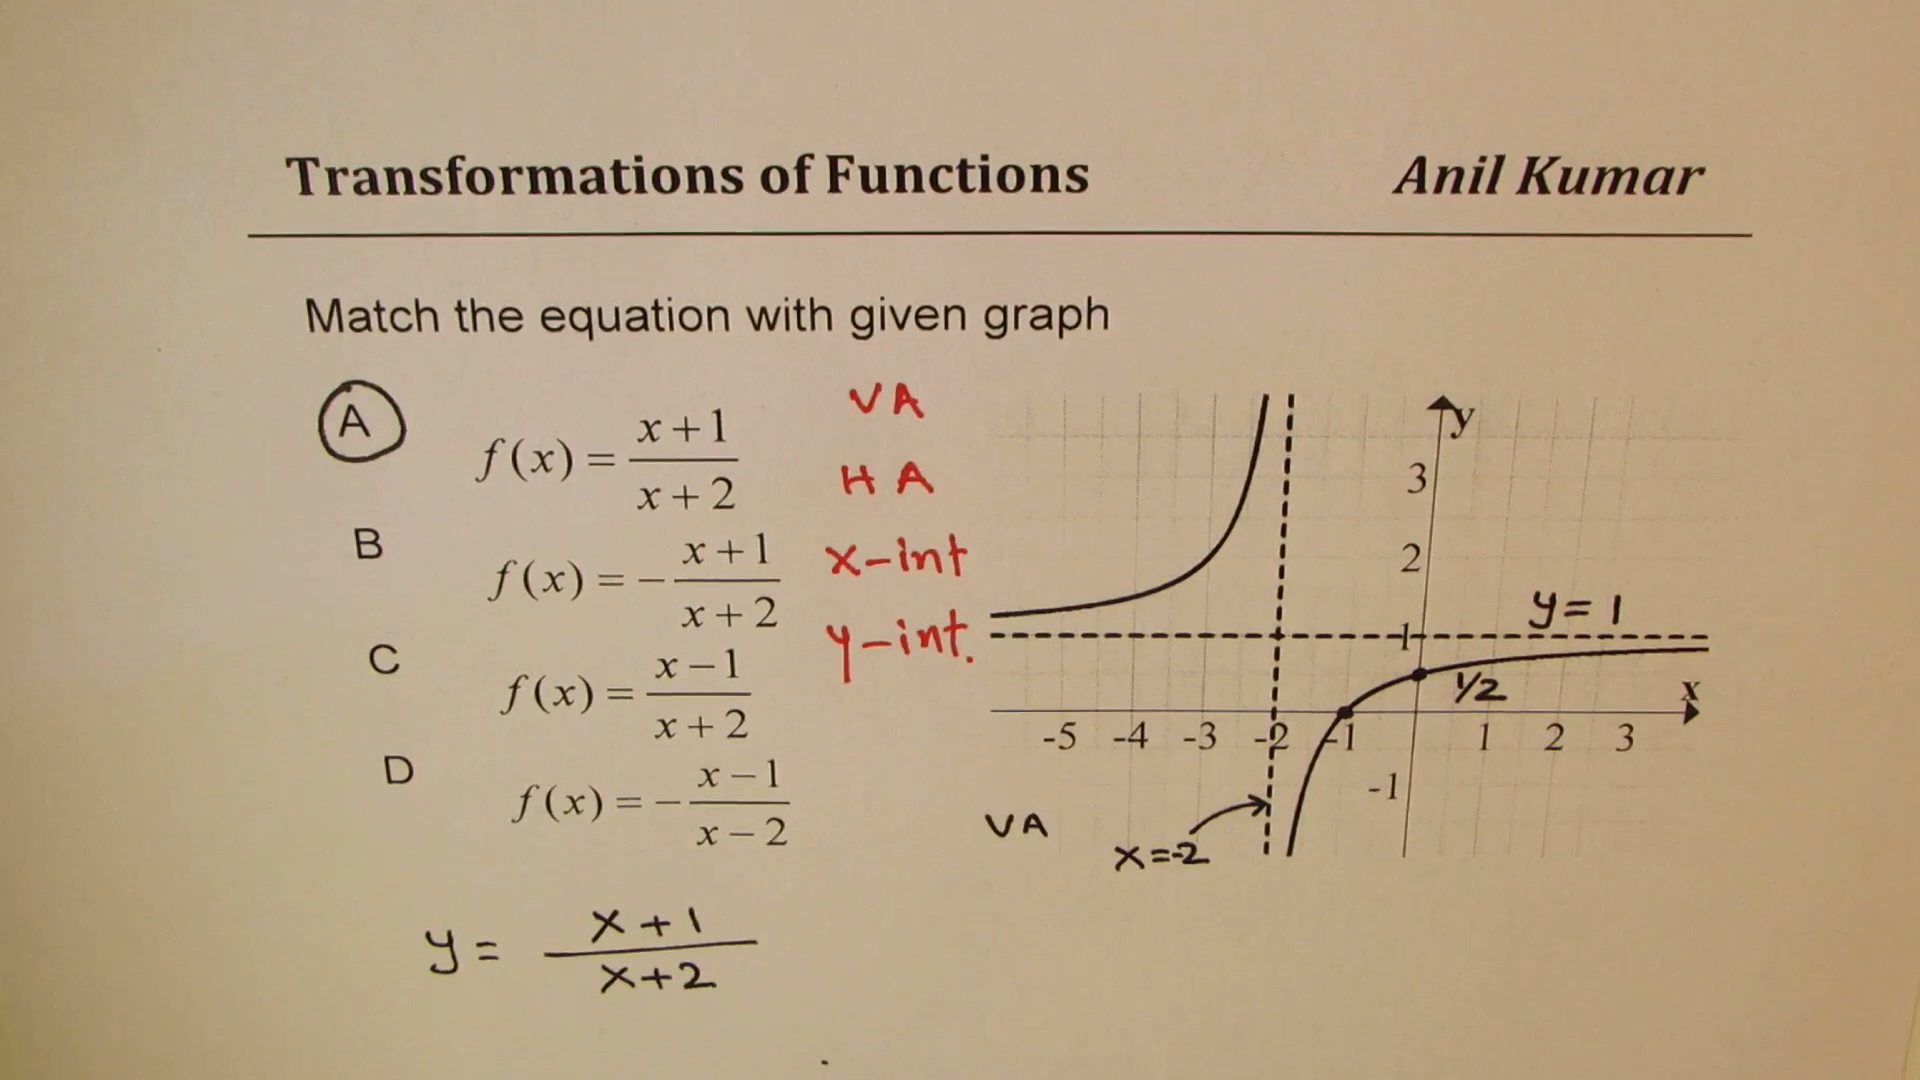 Transformations of Functions Anil Kumar
Match the equation with given graph
A f(x) = (x+1)/(x+2)
B f(x) = -(x+1)/(x+2)
C f(x) = (x-1)/(x+2)
D f(x) = -(x-1)/(x-2)
VA
HA
x-int
y-int.
y
3
2
1
y = 1
1/2
x
-5 -4 -3 -2 -1 1 2 3
-1
VA
x=-2
y = (x+1)/(x+2)